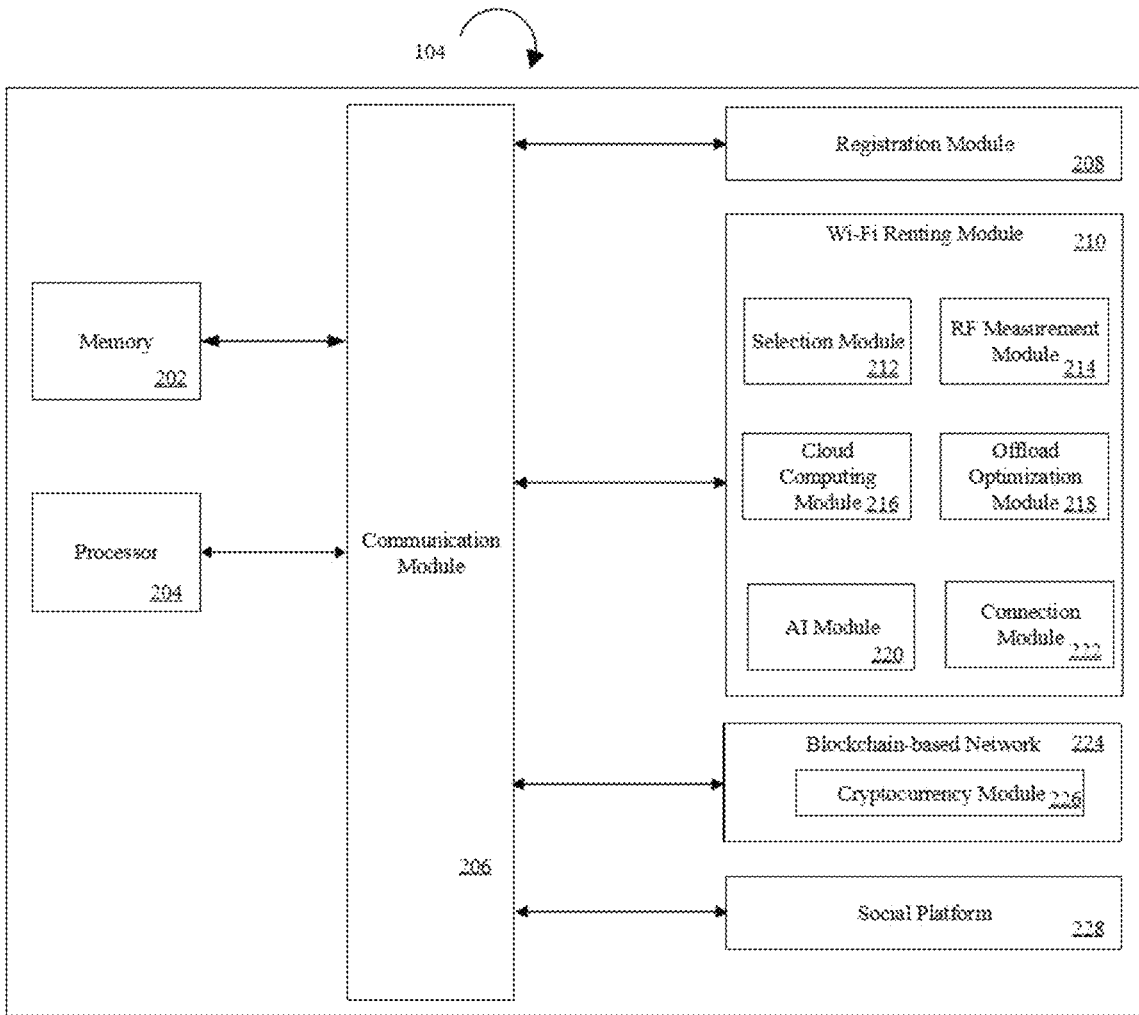 104
Registration Module
208
Wi-Fi Renting Module
210
Selection Module
212
RF Measurement
Module
214
Memory
202
Cloud
Computing
Module 216
Offload
Optimization
Module 218
Processor
204
Communication
Module
AI Module
220
Connection
Module
222
Blockchain-based Network
224
Cryptocurrency Module
226
206
Social Platform
228